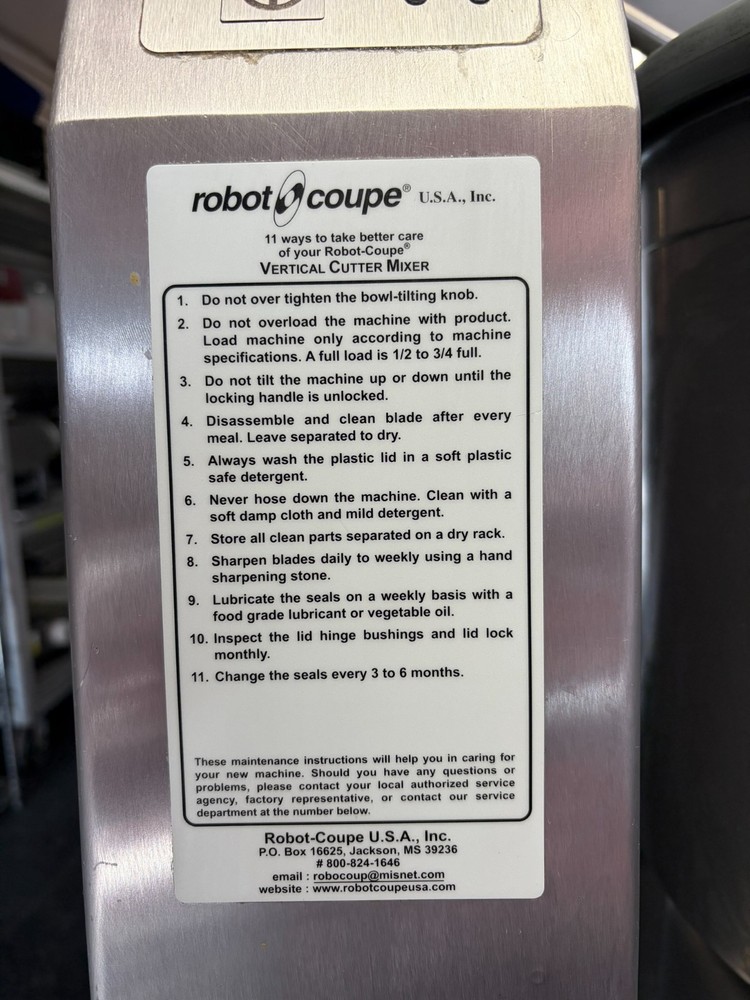 robot coupe® U.S.A., Inc.
11 ways to take better care
of your Robot-Coupe®
VERTICAL CUTTER MIXER
1. Do not over tighten the bowl-tilting knob.
2. Do not overload the machine with product.
Load machine only according to machine
specifications. A full load is 1/2 to 3/4 full.
3. Do not tilt the machine up or down until the
locking handle is unlocked.
4. Disassemble and clean blade after every
meal. Leave separated to dry.
5. Always wash the plastic lid in a soft plastic
safe detergent.
6. Never hose down the machine. Clean with a
soft damp cloth and mild detergent.
7. Store all clean parts separated on a dry rack.
8. Sharpen blades daily to weekly using a hand
sharpening stone.
9. Lubricate the seals on a weekly basis with a
food grade lubricant or vegetable oil.
10. Inspect the lid hinge bushings and lid lock
monthly.
11. Change the seals every 3 to 6 months.
These maintenance instructions will help you in caring for
your new machine. Should you have any questions or
problems, please contact your local authorized service
agency, factory representative, or contact our service
department at the number below.
Robot-Coupe U.S.A., Inc.
P.O. Box 16625, Jackson, MS 39236
# 800-824-1646
email : robocoup@misnet.com
website : www.robotcoupeusa.com